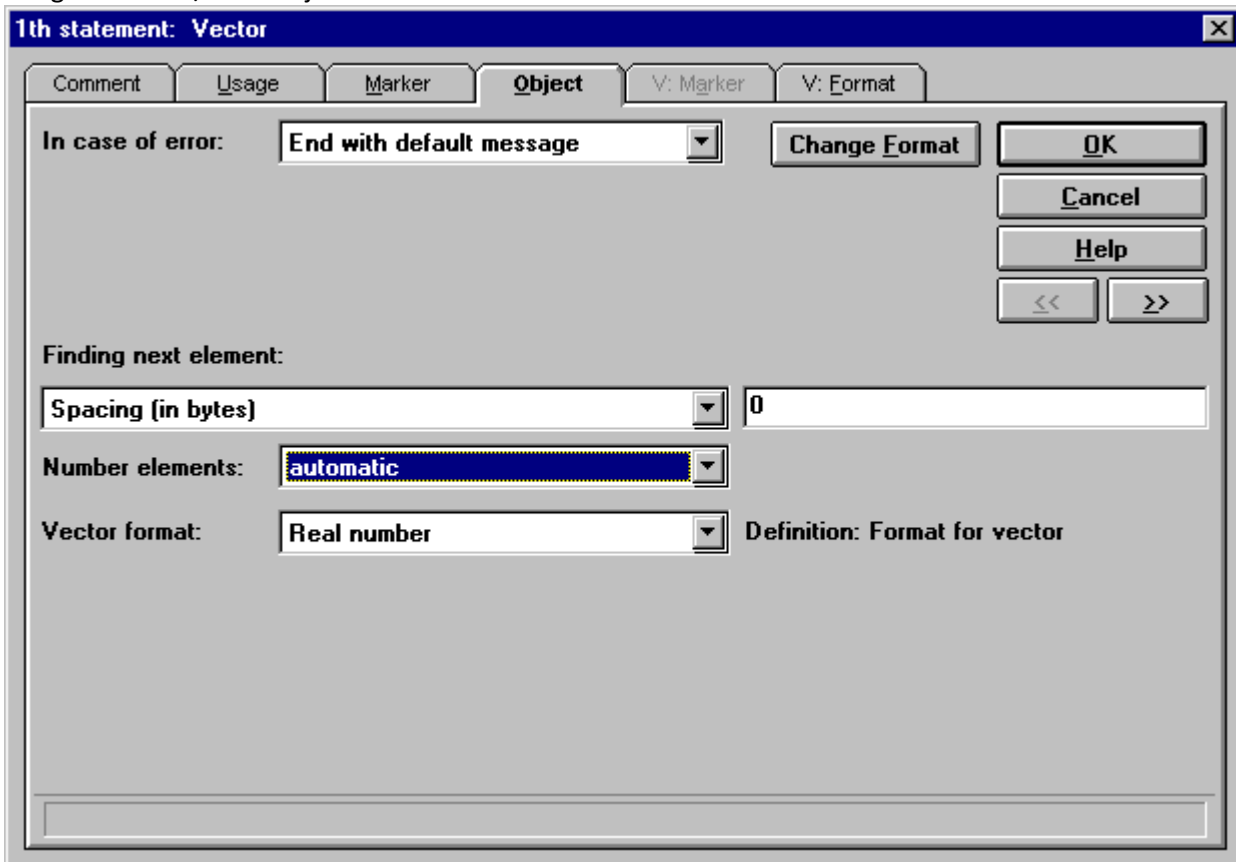 1th statement: Vector
Comment Usage Marker Object V: Marker V: Format
In case of error: End with default message Change Format OK
Cancel
Help
<< >>
Finding next element:
Spacing (in bytes) 0
Number elements: automatic
Vector format: Real number Definition: Format for vector